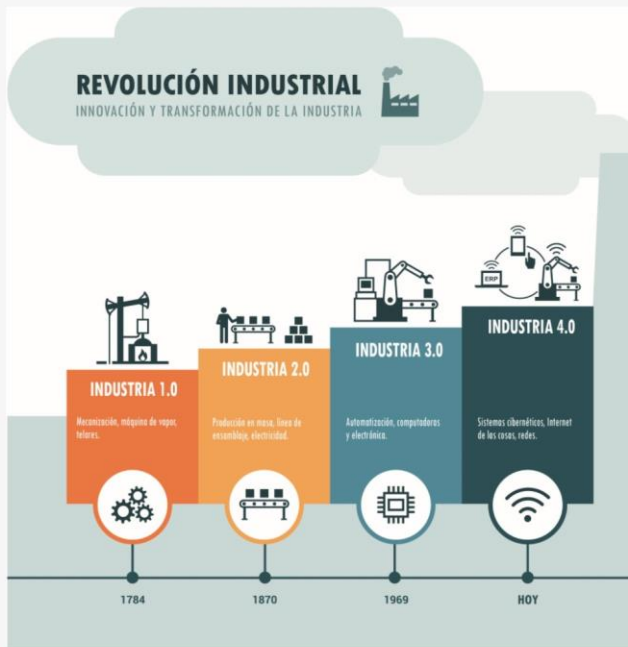 REVOLUCIÓN INDUSTRIAL
INNOVACIÓN Y TRANSFORMACIÓN DE LA INDUSTRIA
ERP
INDUSTRIA 1.0
Mecanización, máquina de vapor,
telares.
INDUSTRIA 2.0
Producción en masa, línea de
ensamblaje, electricidad.
INDUSTRIA 3.0
Automatización, computadoras
y electrónica.
INDUSTRIA 4.0
Sistemas cibernéticos, Internet
de las cosas, redes.
1784
1870
1969
HOY